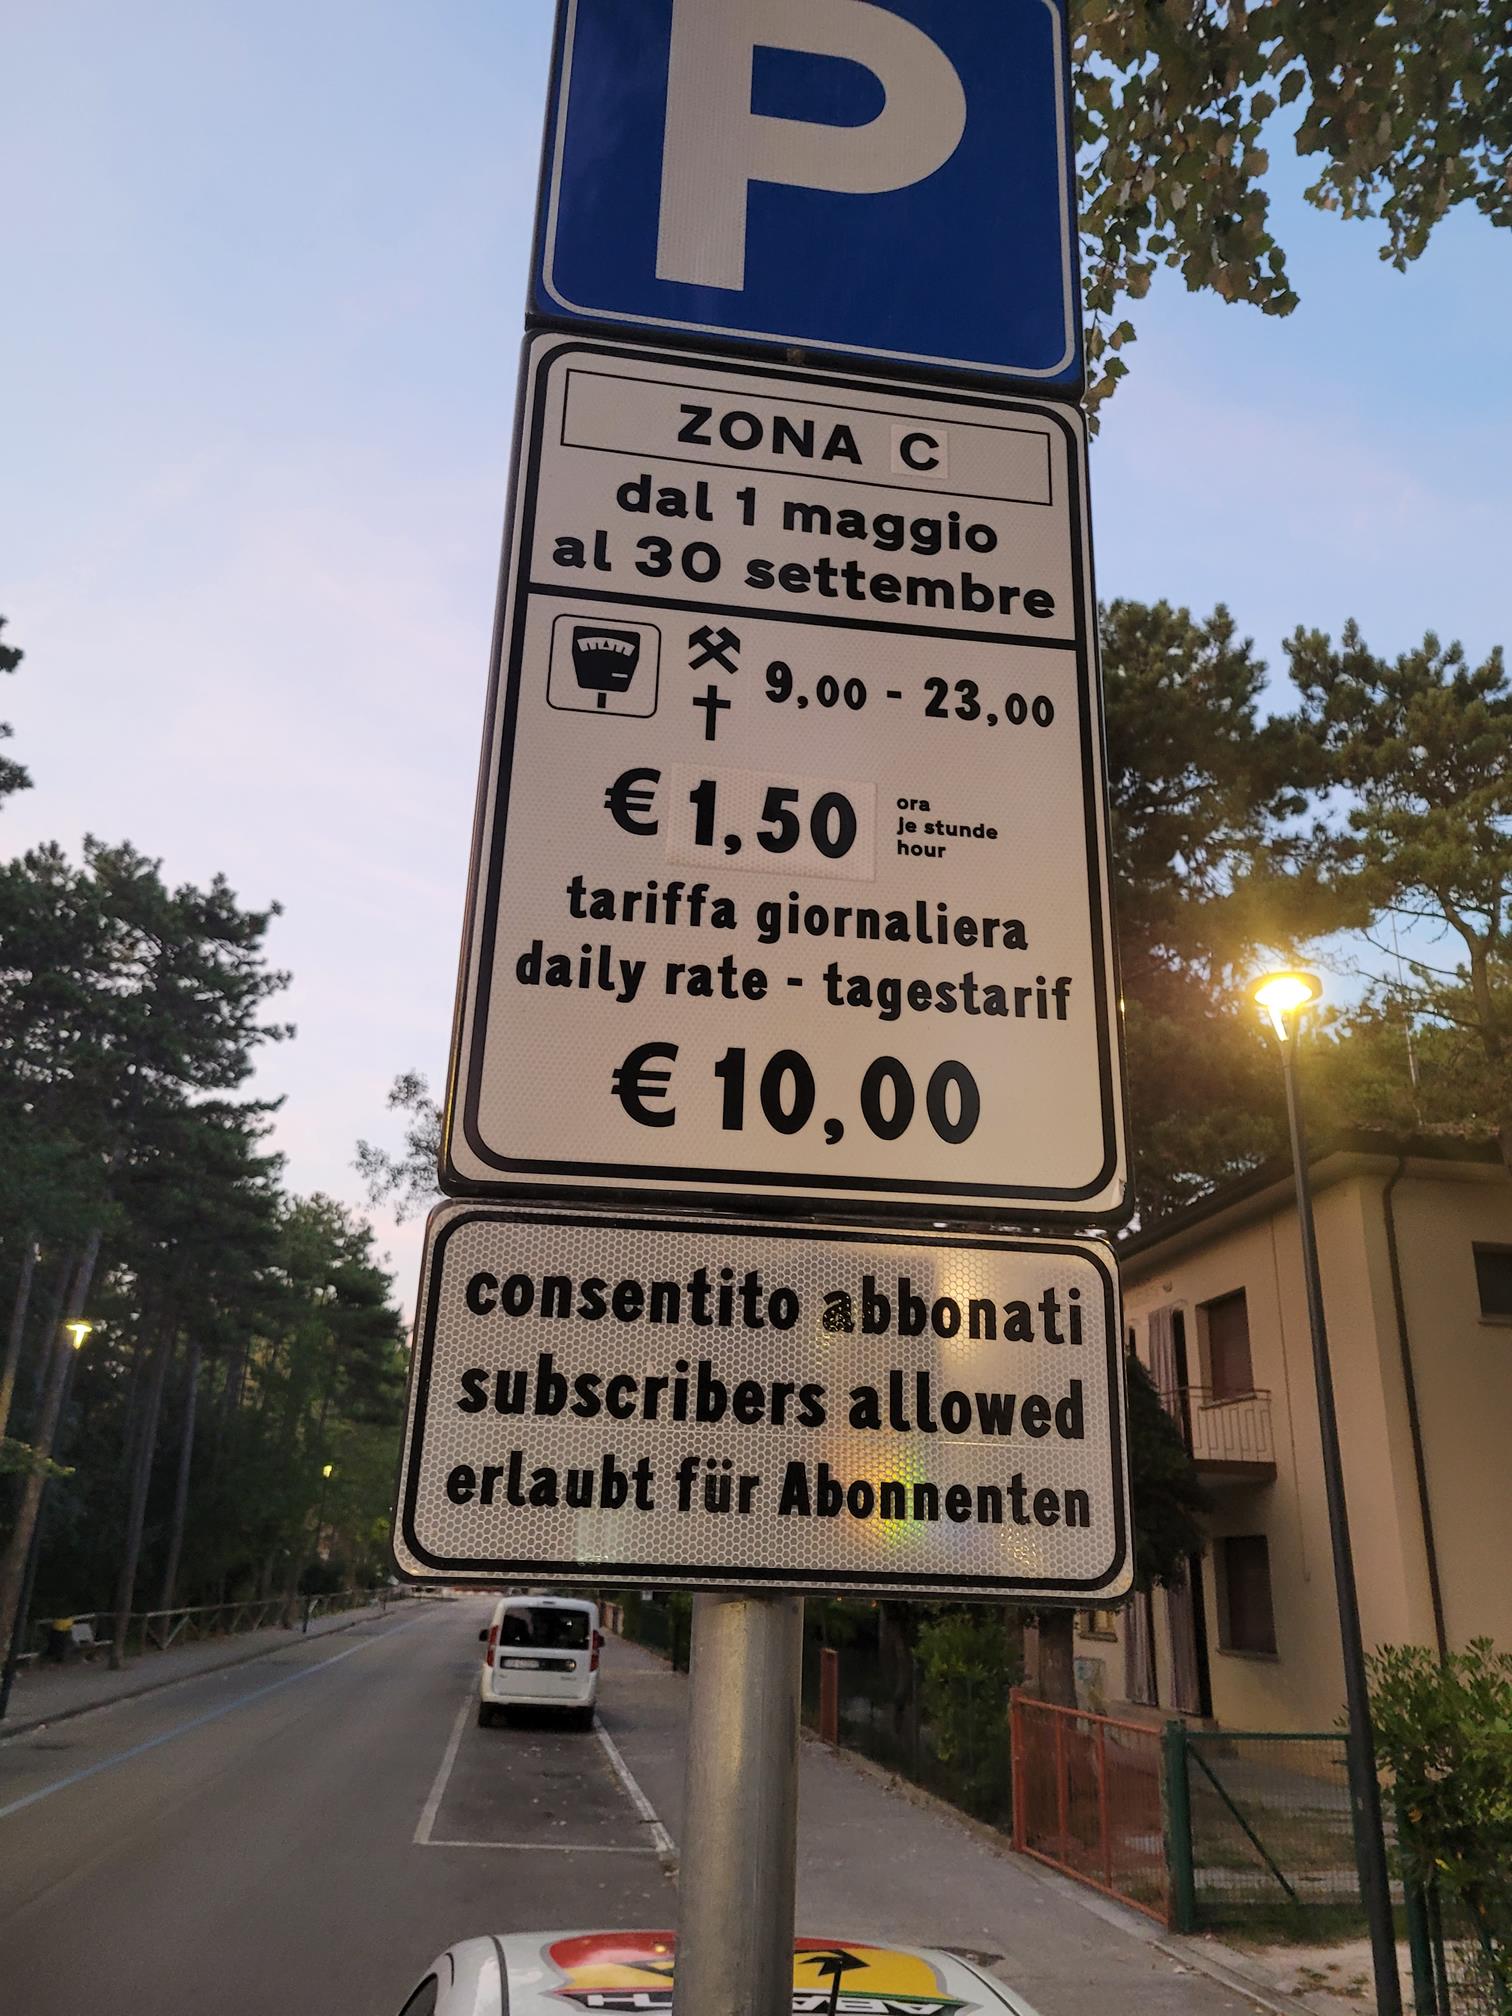 P
ZONA C
dal 1 maggio
al 30 settembre
9,00 - 23,00
€ 1,50
ora
je stunde
hour
tariffa giornaliera
daily rate - tagestarif
€ 10,00
consentito abbonati
subscribers allowed
erlaubt für Abonnenten